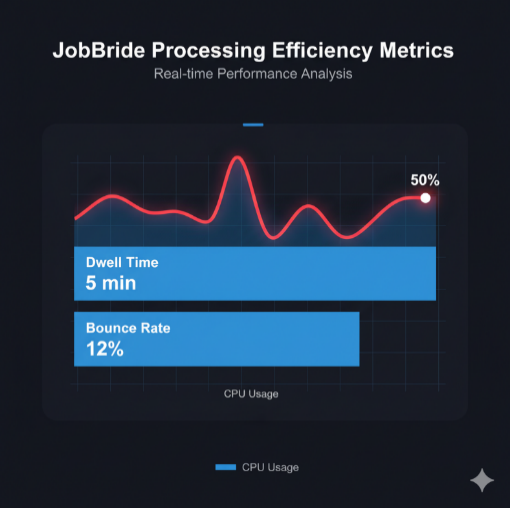 JobBride Processing Efficiency Metrics
Real-time Performance Analysis
50%
Dwell Time
5 min
Bounce Rate
12%
CPU Usage
CPU Usage